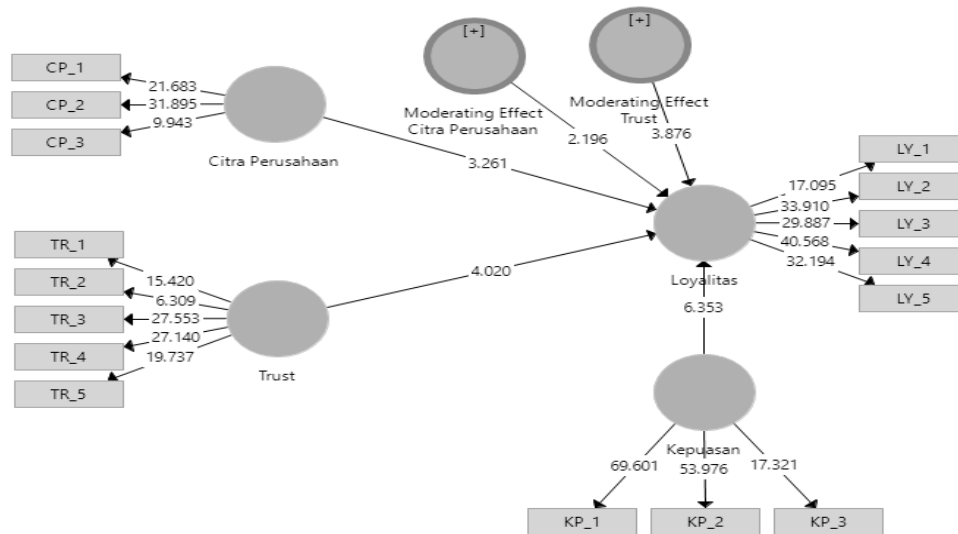 [+]
[+]
CP_1
CP_2
CP_3
21.683
31.895
9.943
Citra Perusahaan
Moderating Effect
Citra Perusahaan
Moderating Effect
Trust
2.196
3.876
3.261
LY_1
LY_2
LY_3
LY_4
LY_5
17.095
33.910
29.887
40.568
32.194
Loyalitas
TR_1
TR_2
TR_3
TR_4
TR_5
15.420
6.309
27.553
27.140
19.737
Trust
4.020
6.353
Kepuasan
69.601
53.976
17.321
KP_1
KP_2
KP_3